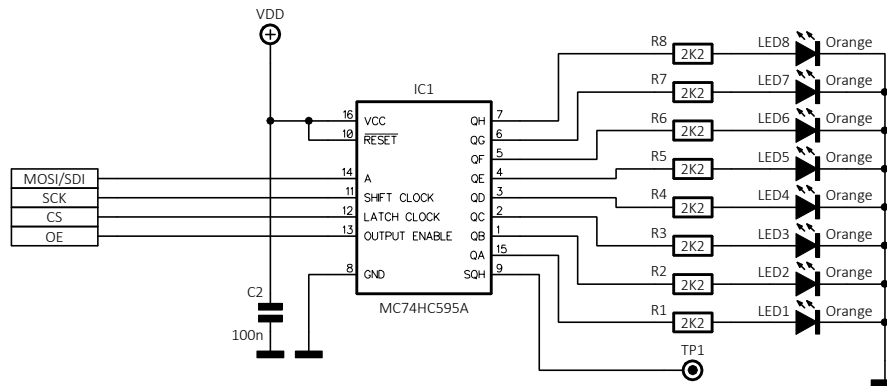 VDD
IC1
16 VCC QH 7
10 RESET QG 6
QF 5
14 A QE 4
11 SHIFT CLOCK QD 3
12 LATCH CLOCK QC 2
13 OUTPUT ENABLE QB 1
QA 15
8 GND SQH 9
MC74HC595A
MOSI/SDI
SCK
CS
OE
C2
100n
R8 2K2 LED8 Orange
R7 2K2 LED7 Orange
R6 2K2 LED6 Orange
R5 2K2 LED5 Orange
R4 2K2 LED4 Orange
R3 2K2 LED3 Orange
R2 2K2 LED2 Orange
R1 2K2 LED1 Orange
TP1